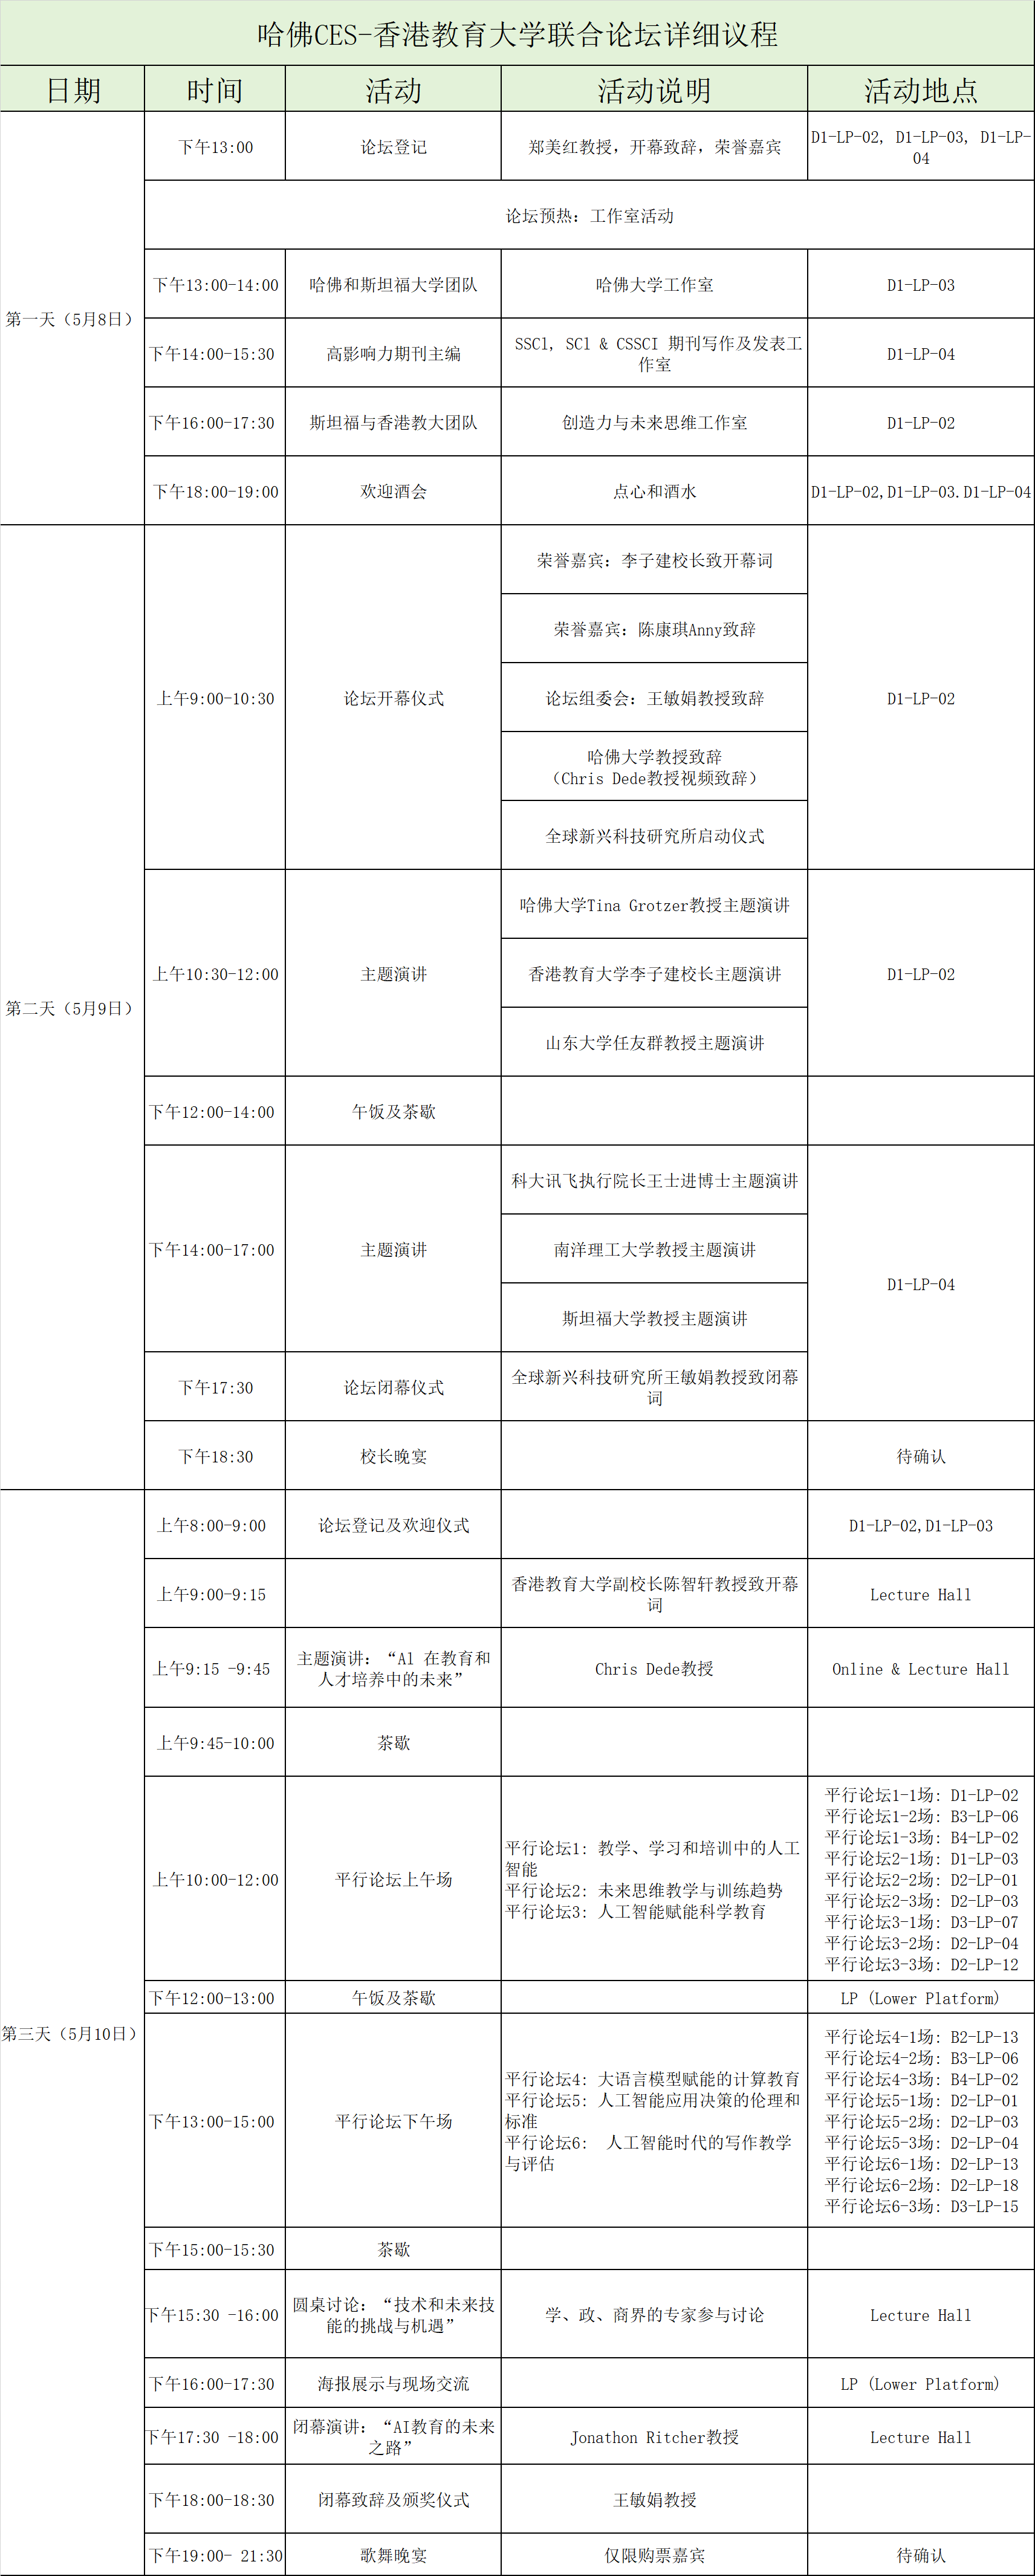 哈佛CES-香港教育大学联合论坛详细议程
日期 时间 活动 活动说明 活动地点
第一天（5月8日）
下午13:00 论坛登记 郑美红教授，开幕致辞，荣誉嘉宾 D1-LP-02, D1-LP-03, D1-LP-
04
论坛预热：工作室活动
下午13:00-14:00 哈佛和斯坦福大学团队 哈佛大学工作室 D1-LP-03
下午14:00-15:30 高影响力期刊主编 SSCl, SCl & CSSCI 期刊写作及发表工
作室 D1-LP-04
下午16:00-17:30 斯坦福与香港教大团队 创造力与未来思维工作室 D1-LP-02
下午18:00-19:00 欢迎酒会 点心和酒水 D1-LP-02,D1-LP-03.D1-LP-04
第二天（5月9日）
上午9:00-10:30 论坛开幕仪式 荣誉嘉宾：李子建校长致开幕词
荣誉嘉宾：陈康琪Anny致辞
论坛组委会：王敏娟教授致辞
哈佛大学教授致辞
（Chris Dede教授视频致辞）
全球新兴科技研究所启动仪式
D1-LP-02
上午10:30-12:00 主题演讲 哈佛大学Tina Grotzer教授主题演讲
香港教育大学李子建校长主题演讲
山东大学任友群教授主题演讲
D1-LP-02
下午12:00-14:00 午饭及茶歇
下午14:00-17:00 主题演讲 科大讯飞执行院长王士进博士主题演讲
南洋理工大学教授主题演讲
斯坦福大学教授主题演讲
D1-LP-04
下午17:30 论坛闭幕仪式 全球新兴科技研究所王敏娟教授致闭幕
词
下午18:30 校长晚宴 待确认
第三天（5月10日）
上午8:00-9:00 论坛登记及欢迎仪式 D1-LP-02,D1-LP-03
上午9:00-9:15 香港教育大学副校长陈智轩教授致开幕
词 Lecture Hall
上午9:15 -9:45 主题演讲：“Al 在教育和
人才培养中的未来” Chris Dede教授 Online & Lecture Hall
上午9:45-10:00 茶歇
上午10:00-12:00 平行论坛上午场
平行论坛1: 教学、学习和培训中的人工
智能
平行论坛2: 未来思维教学与训练趋势
平行论坛3: 人工智能赋能科学教育
平行论坛1-1场: D1-LP-02
平行论坛1-2场: B3-LP-06
平行论坛1-3场: B4-LP-02
平行论坛2-1场: D1-LP-03
平行论坛2-2场: D2-LP-01
平行论坛2-3场: D2-LP-03
平行论坛3-1场: D3-LP-07
平行论坛3-2场: D2-LP-04
平行论坛3-3场: D2-LP-12
下午12:00-13:00 午饭及茶歇 LP (Lower Platform)
下午13:00-15:00 平行论坛下午场
平行论坛4: 大语言模型赋能的计算教育
平行论坛5: 人工智能应用决策的伦理和
标准
平行论坛6: 人工智能时代的写作教学
与评估
平行论坛4-1场: B2-LP-13
平行论坛4-2场: B3-LP-06
平行论坛4-3场: B4-LP-02
平行论坛5-1场: D2-LP-01
平行论坛5-2场: D2-LP-03
平行论坛5-3场: D2-LP-04
平行论坛6-1场: D2-LP-13
平行论坛6-2场: D2-LP-18
平行论坛6-3场: D3-LP-15
下午15:00-15:30 茶歇
下午15:30 -16:00 圆桌讨论：“技术和未来技
能的挑战与机遇” 学、政、商界的专家参与讨论 Lecture Hall
下午16:00-17:30 海报展示与现场交流 LP (Lower Platform)
下午17:30 -18:00 闭幕演讲：“AI教育的未来
之路” Jonathon Ritcher教授 Lecture Hall
下午18:00-18:30 闭幕致辞及颁奖仪式 王敏娟教授
下午19:00- 21:30 歌舞晚宴 仅限购票嘉宾 待确认